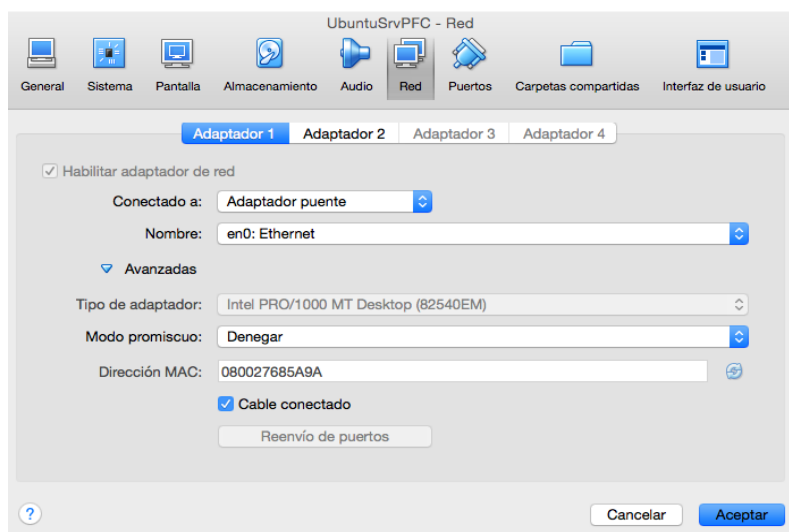 UbuntuSrvPFC - Red
General Sistema Pantalla Almacenamiento Audio Red Puertos Carpetas compartidas Interfaz de usuario
Adaptador 1 Adaptador 2 Adaptador 3 Adaptador 4
Habilitar adaptador de red
Conectado a: Adaptador puente
Nombre: en0: Ethernet
Avanzadas
Tipo de adaptador: Intel PRO/1000 MT Desktop (82540EM)
Modo promiscuo: Denegar
Dirección MAC: 080027685A9A
Cable conectado
Reenvío de puertos
? Cancelar Aceptar